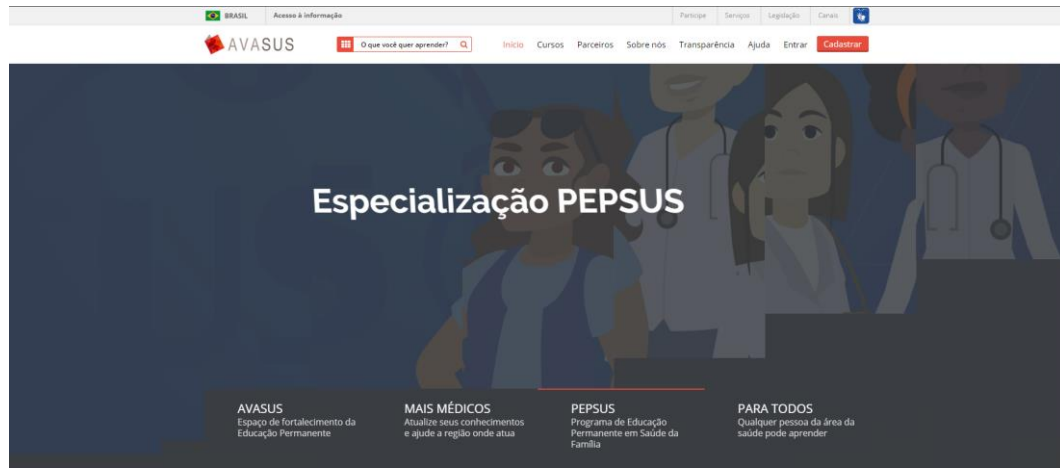 BRASIL Acesso à informação Participe Serviços Legislação Canais
AVASUS O que você quer aprender? Início Cursos Parceiros Sobre nós Transparência Ajuda Entrar Cadastrar
Especialização PEPSUS
AVASUS
Espaço de fortalecimento da
Educação Permanente
MAIS MÉDICOS
Atualize seus conhecimentos
e ajude a região onde atua
PEPSUS
Programa de Educação
Permanente em Saúde da
Família
PARA TODOS
Qualquer pessoa da área da
saúde pode aprender